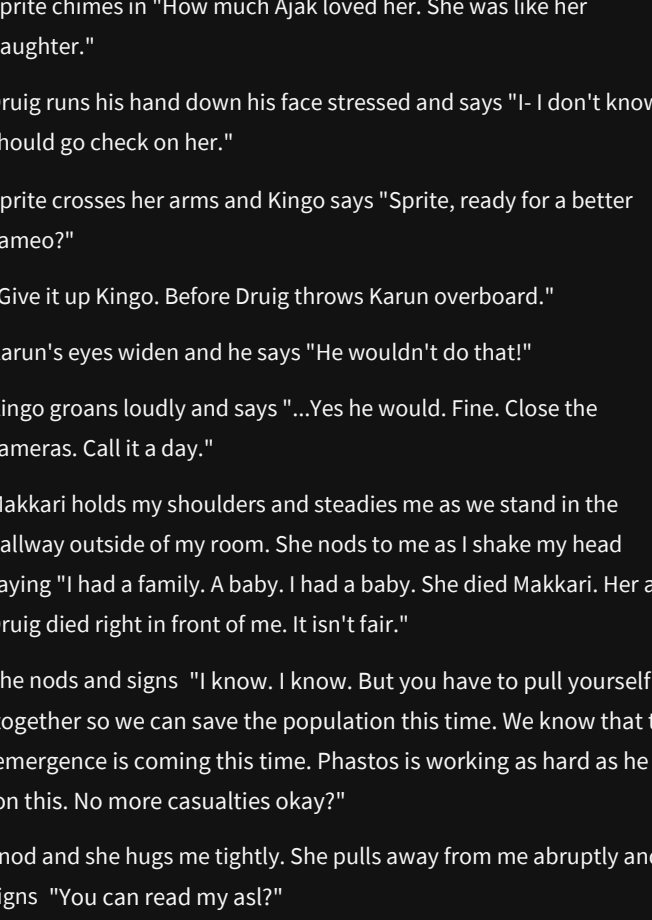 prite chimes in "How much Ajak loved her. She was like her
aughter."
ruig runs his hand down his face stressed and says "I- I don't know
hould go check on her."
prite crosses her arms and Kingo says "Sprite, ready for a better
ameo?"
Give it up Kingo. Before Druig throws Karun overboard."
arun's eyes widen and he says "He wouldn't do that!"
ingo groans loudly and says "...Yes he would. Fine. Close the
ameras. Call it a day."
akkari holds my shoulders and steadies me as we stand in the
allway outside of my room. She nods to me as I shake my head
aying "I had a family. A baby. I had a baby. She died Makkari. Her a
ruig died right in front of me. It isn't fair."
he nods and signs "I know. I know. But you have to pull yourself
together so we can save the population this time. We know that t
emergence is coming this time. Phastos is working as hard as he
on this. No more casualties okay?"
nod and she hugs me tightly. She pulls away from me abruptly and
igns "You can read my asl?"